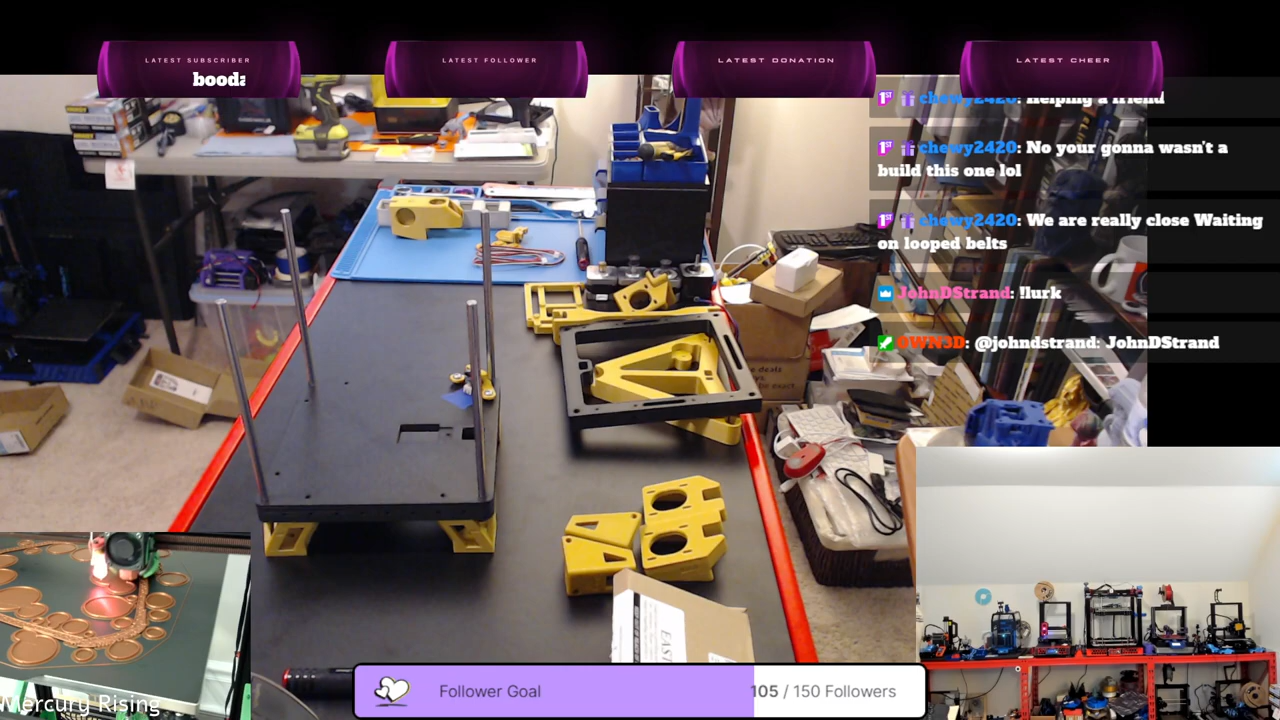 LATEST SUBSCRIBER
booda
LATEST FOLLOWER
LATEST DONATION
LATEST CHEER
chewy2420: Helping a friend
chewy2420: No your gonna wasn't a
build this one lol
chewy2420: We are really close Waiting
on looped belts
JohnDStrand: !lurk
OWN3D: @johndstrand: JohnDStrand
Mercury Rising
Follower Goal
105 / 150 Followers